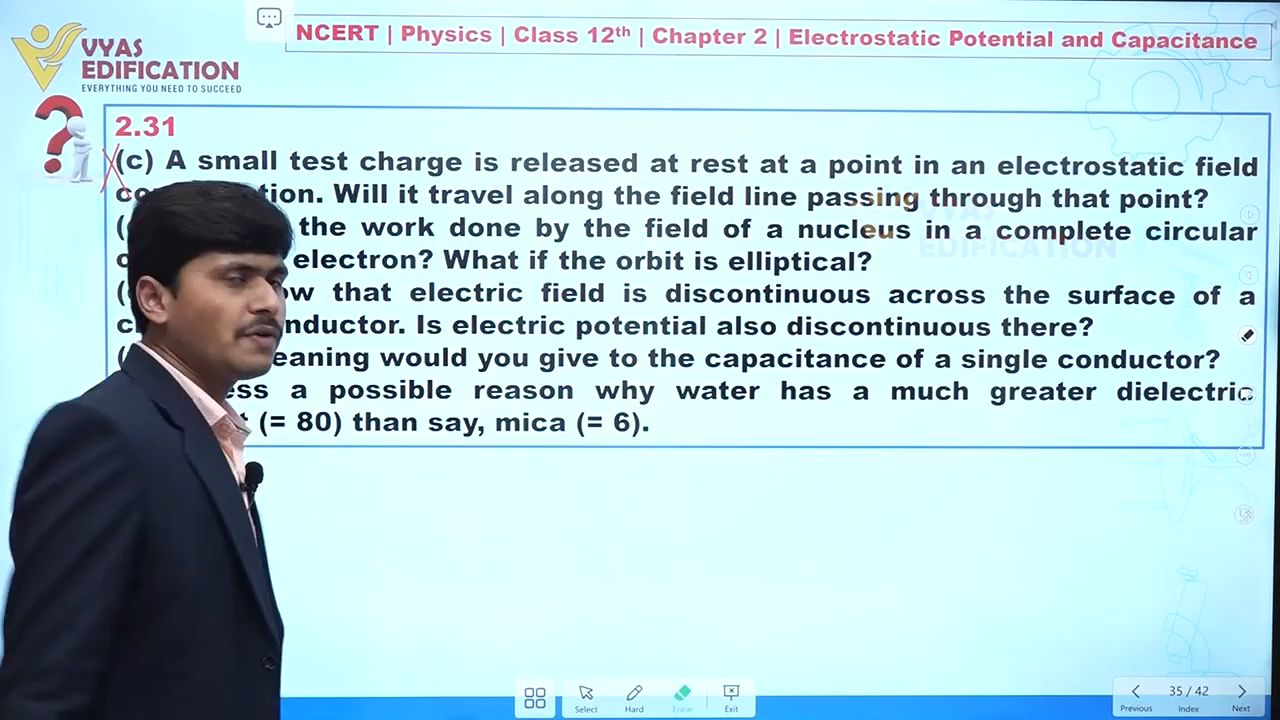 NCERT | Physics | Class 12th | Chapter 2 | Electrostatic Potential and Capacitance
VYAS
EDIFICATION
EVERYTHING YOU NEED TO SUCCEED
2.31
(c) A small test charge is released at rest at a point in an electrostatic field
tion. Will it travel along the field line passing through that point?
the work done by the field of a nucleus in a complete circular
electron? What if the orbit is elliptical?
that electric field is discontinuous across the surface of a
nductor. Is electric potential also discontinuous there?
eaning would you give to the capacitance of a single conductor?
ess a possible reason why water has a much greater dielectric
(= 80) than say, mica (= 6).
VYAS
EDIFICATION
Select Hard Erase Exit
35 / 42
Previous Index Next